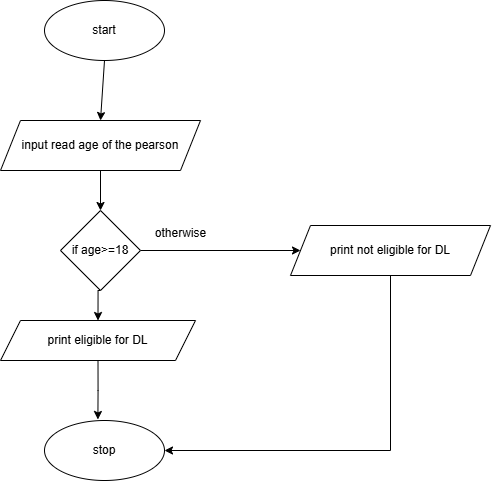 start
input read age of the pearson
if age>=18
otherwise
print not eligible for DL
print eligible for DL
stop